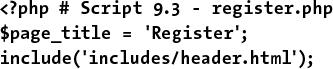 <?php # Script 9.3 - register.php
$page_title = 'Register';
include('includes/header.html');